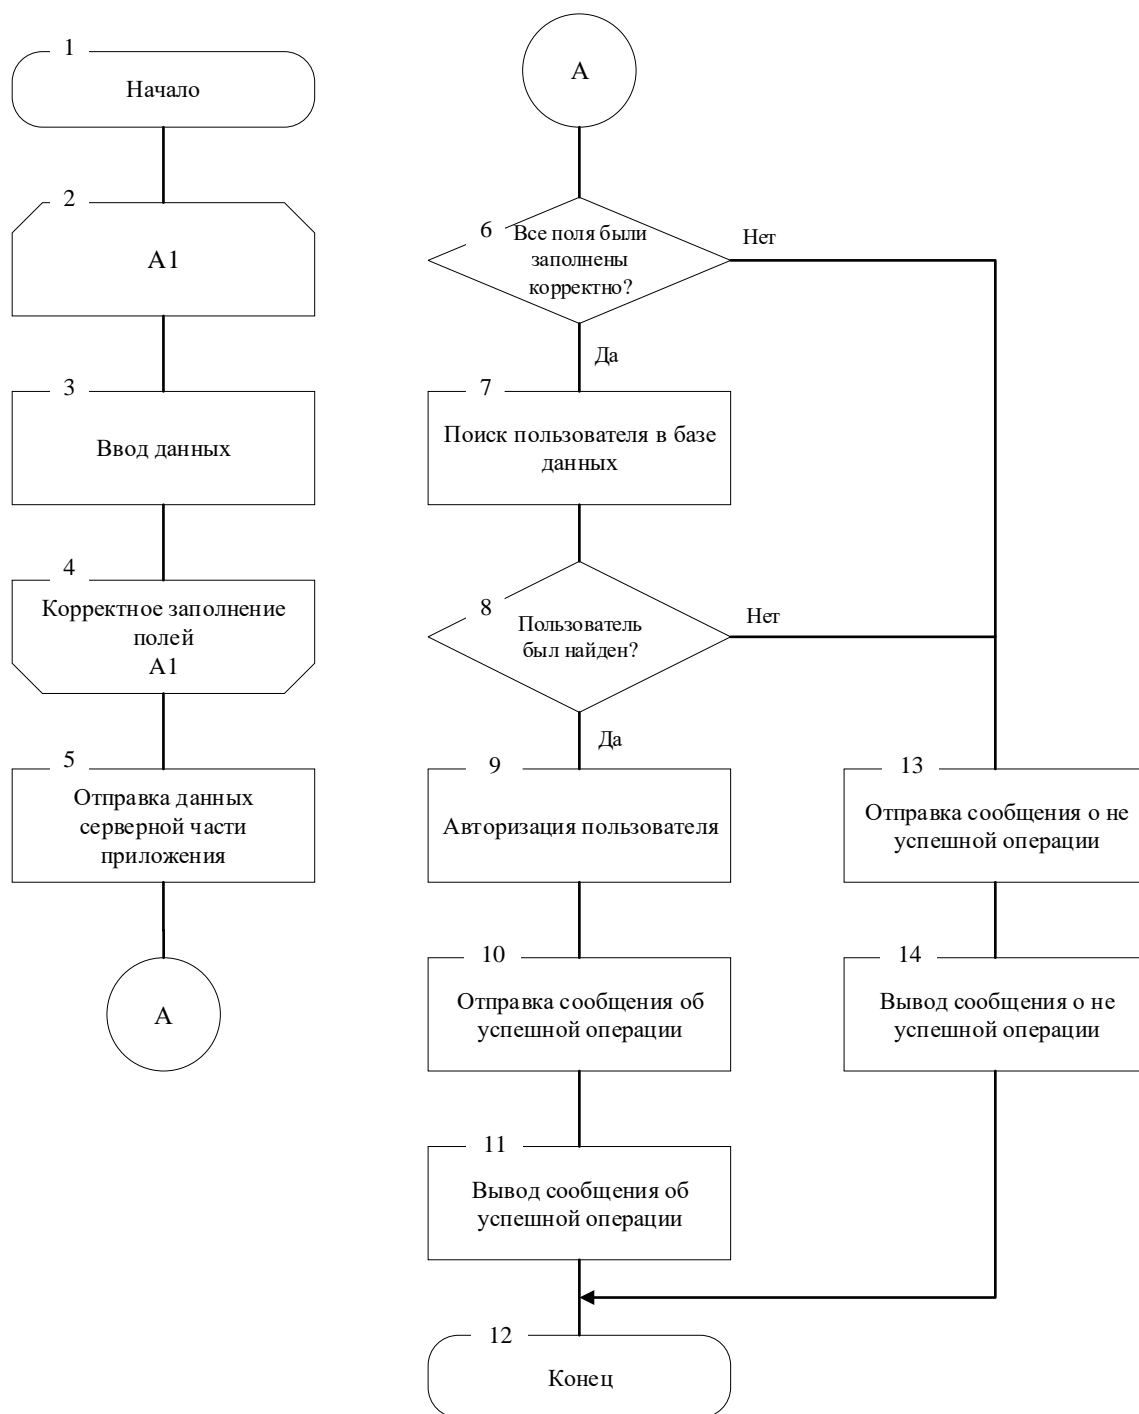 1
Начало
2
А1
3
Ввод данных
4
Корректное заполнение
полей
А1
5
Отправка данных
серверной части
приложения
А
А
6
Все поля были
заполнены
корректно?
Нет
Да
7
Поиск пользователя в базе
данных
8
Пользователь
был найден?
Нет
Да
9
Авторизация пользователя
10
Отправка сообщения об
успешной операции
11
Вывод сообщения об
успешной операции
12
Конец
13
Отправка сообщения о не
успешной операции
14
Вывод сообщения о не
успешной операции